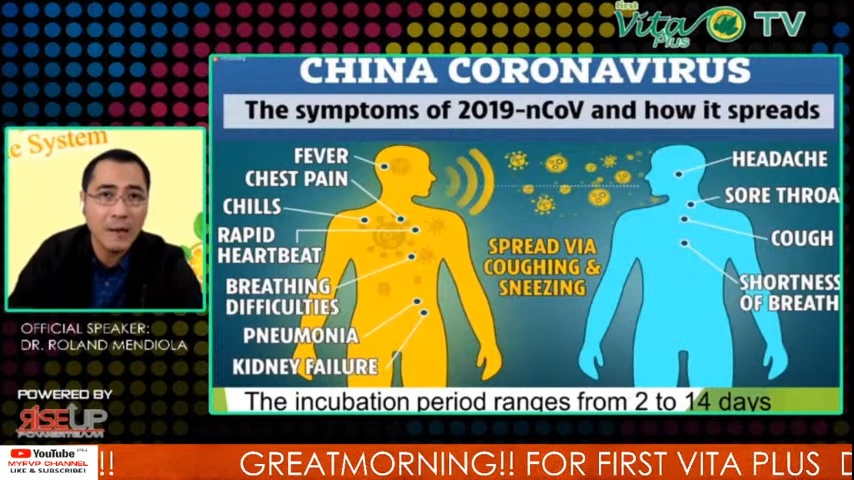 first
Vita
plus
TV
e System
CHINA CORONAVIRUS
The symptoms of 2019-nCoV and how it spreads
FEVER
CHEST PAIN
CHILLS
RAPID
HEARTBEAT
BREATHING
DIFFICULTIES
PNEUMONIA
KIDNEY FAILURE
SPREAD VIA
COUGHING &
SNEEZING
HEADACHE
SORE THROA
COUGH
SHORTNESS
OF BREATH
The incubation period ranges from 2 to 14 days
OFFICIAL SPEAKER:
DR. ROLAND MENDIOLA
POWERED BY
RISEUP
POWERTEAM
YouTube PH
MYFVP CHANNEL
LIKE & SUBSCRIBE!
!! GREATMORNING!! FOR FIRST VITA PLUS D